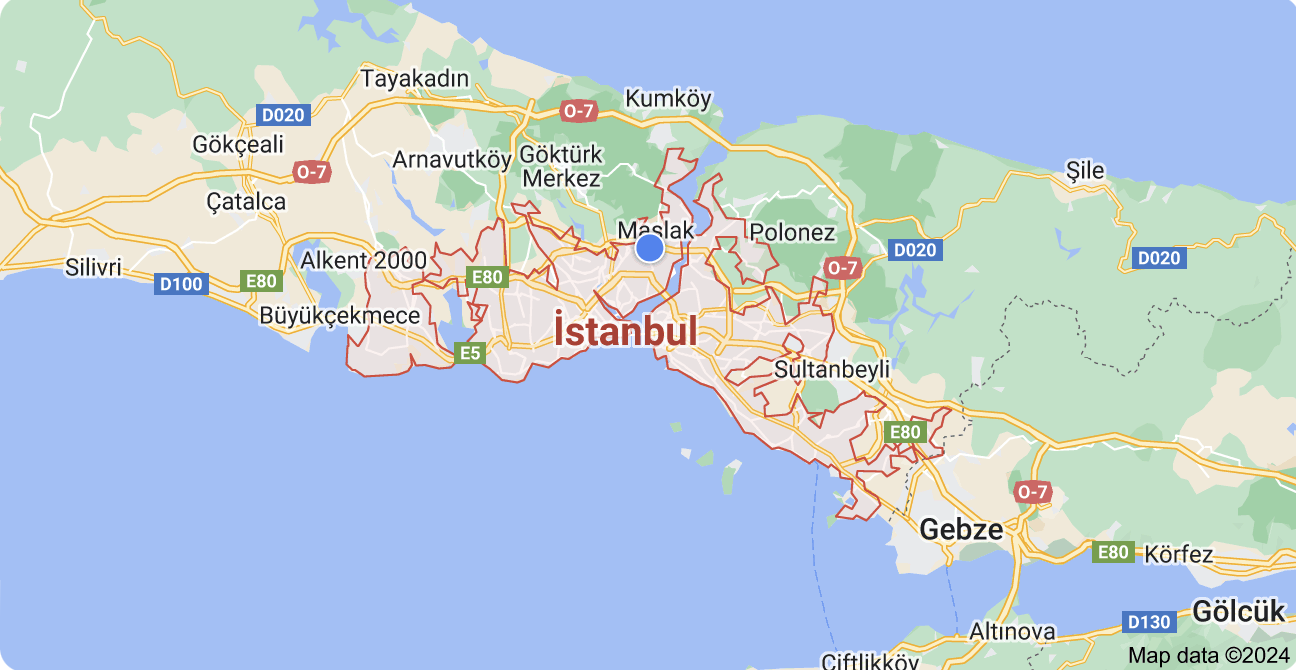 Tayakadın
Kumköy
O-7
D020
Gökçeali
Arnavutköy
Göktürk
Merkez
O-7
Şile
Çatalca
Maslak
Polonez
D020
D020
Silivri
Alkent 2000
O-7
D100
E80
E80
Büyükçekmece
İstanbul
E5
Sultanbeyli
E80
O-7
Gebze
E80
Körfez
Gölcük
D130
Altınova
Çiftlikköy
Map data ©2024